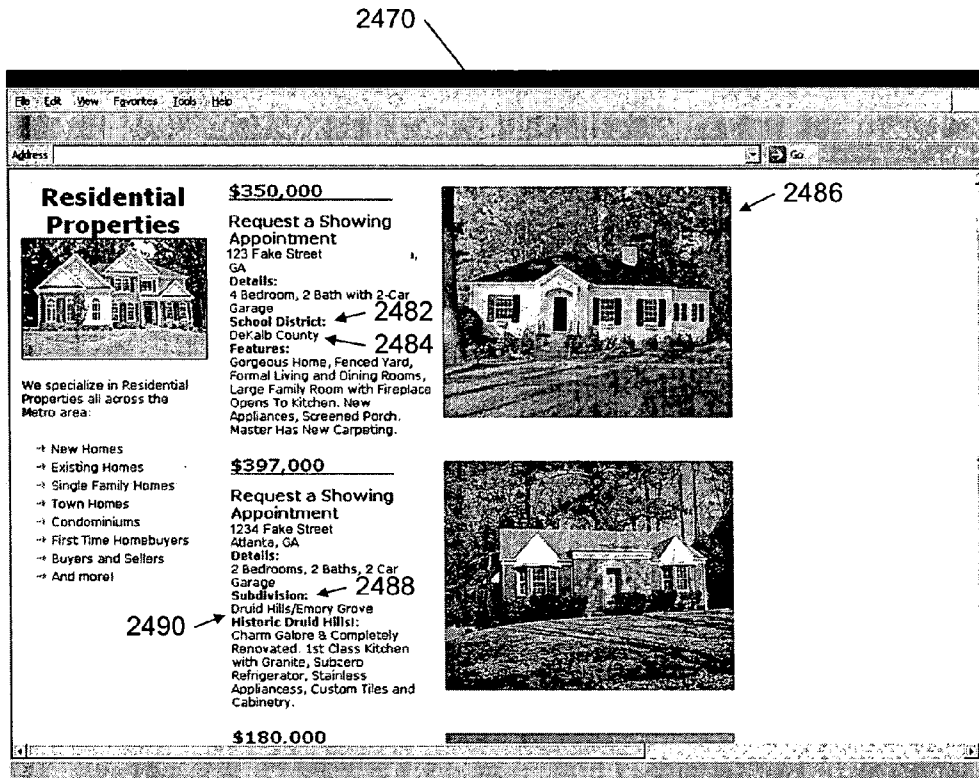 2470
File Edit View Favorites Tools Help
Address
Go
Residential
Properties
We specialize in Residential
Properties all across the
Metro area:
New Homes
Existing Homes
Single Family Homes
Town Homes
Condominiums
First Time Homebuyers
Buyers and Sellers
And more!
$350,000
Request a Showing
Appointment
123 Fake Street ,
GA
Details:
4 Bedroom, 2 Bath with 2-Car
Garage
School District:
2482
DeKalb County
2484
Features:
Gorgeous Home, Fenced Yard,
Formal Living and Dining Rooms,
Large Family Room with Fireplace
Opens To Kitchen. New
Appliances, Screened Porch.
Master Has New Carpeting.
2486
$397,000
Request a Showing
Appointment
1234 Fake Street
Atlanta, GA
Details:
2 Bedrooms, 2 Baths, 2 Car
Garage
Subdivision:
2488
Druid Hills/Emory Grove
2490
Historic Druid Hills!:
Charm Galore & Completely
Renovated. 1st Class Kitchen
with Granite, Subzero
Refrigerator, Stainless
Appliancess, Custom Tiles and
Cabinetry.
$180,000